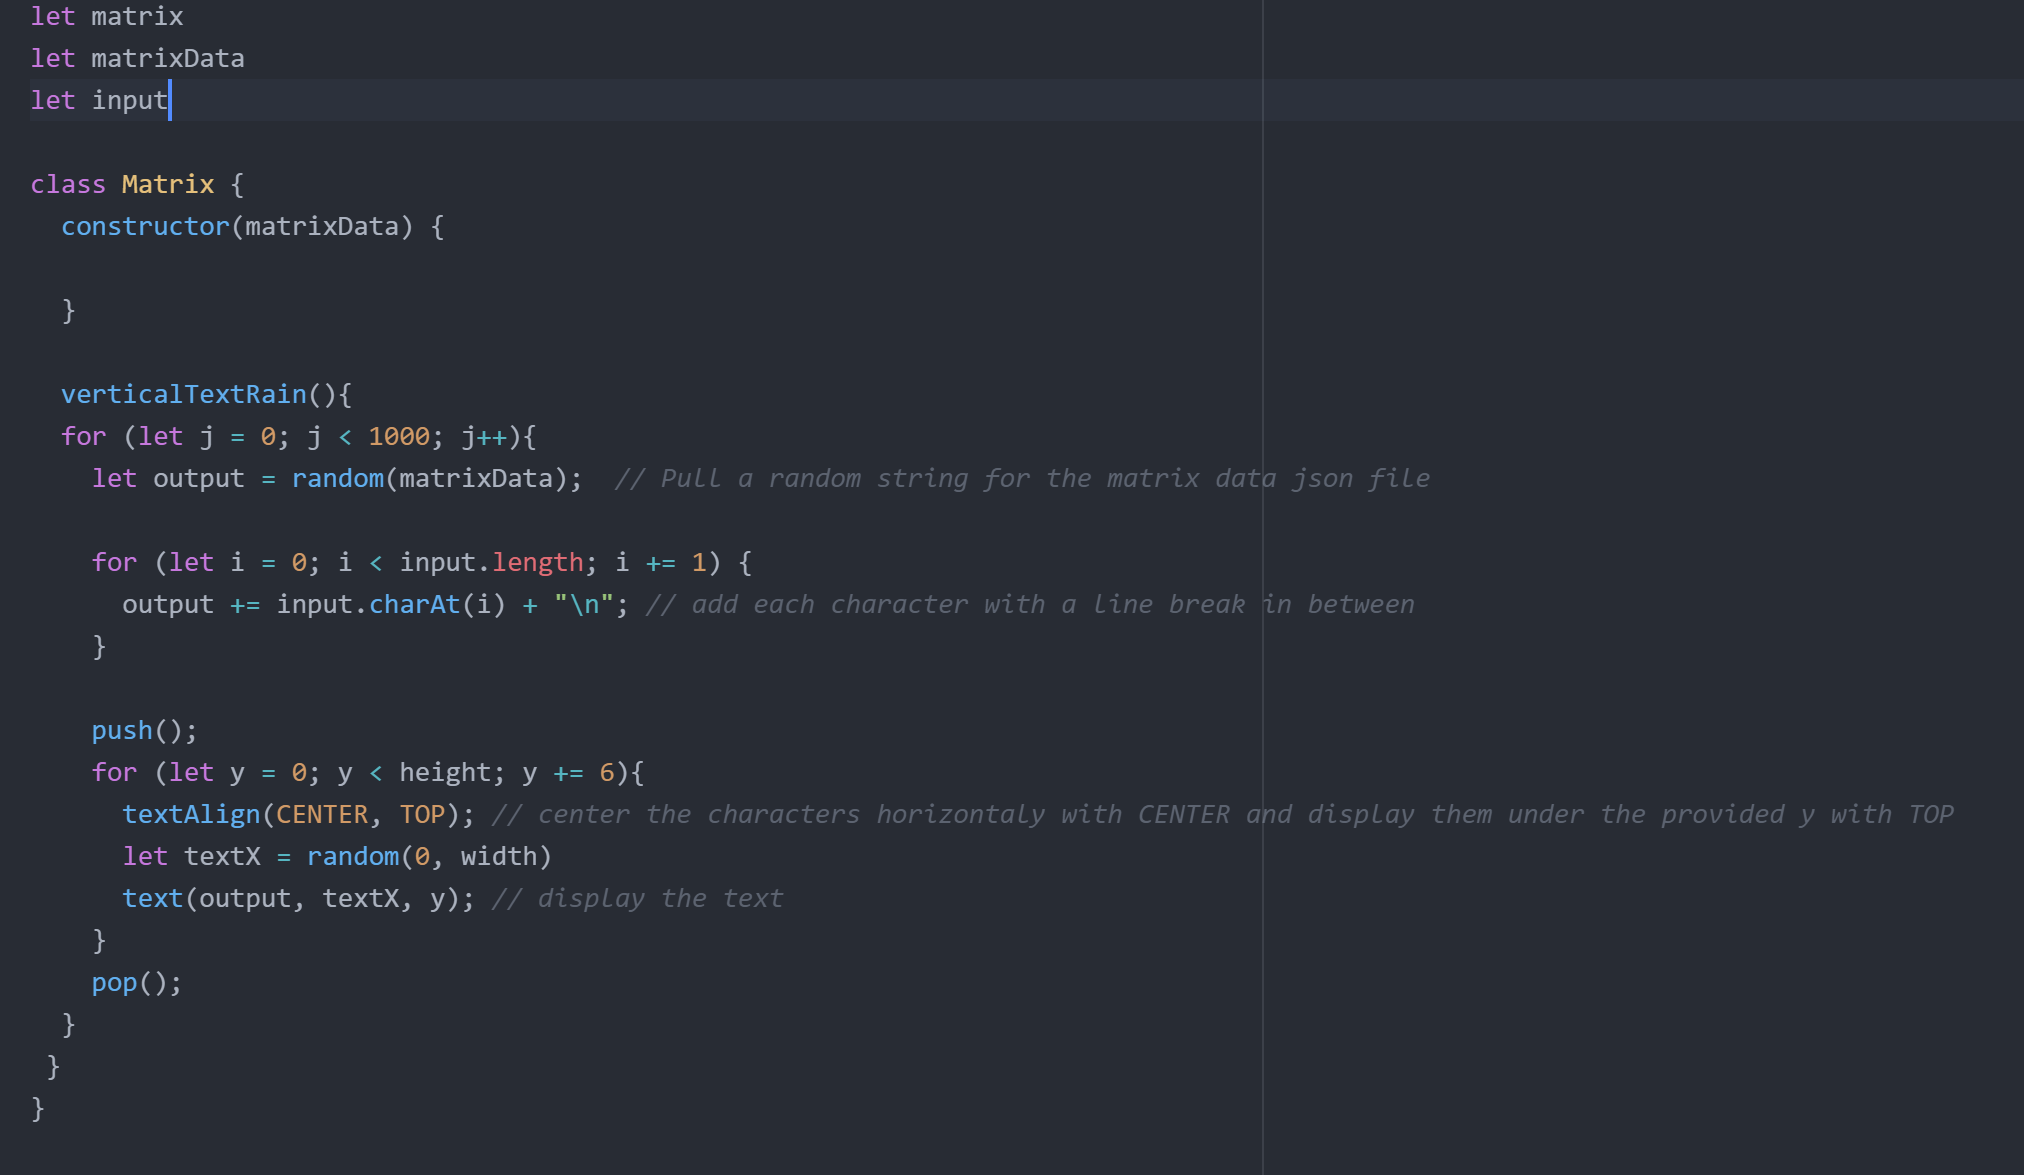 let matrix
let matrixData
let input
class Matrix {
  constructor(matrixData) {
  }
  verticalTextRain(){
  for (let j = 0; j < 1000; j++){
    let output = random(matrixData);  // Pull a random string for the matrix data json file
    for (let i = 0; i < input.length; i += 1) {
      output += input.charAt(i) + "\n"; // add each character with a line break in between
    }
    push();
    for (let y = 0; y < height; y += 6){
      textAlign(CENTER, TOP); // center the characters horizontaly with CENTER and display them under the provided y with TOP
      let textX = random(0, width)
      text(output, textX, y); // display the text
    }
    pop();
  }
 }
}